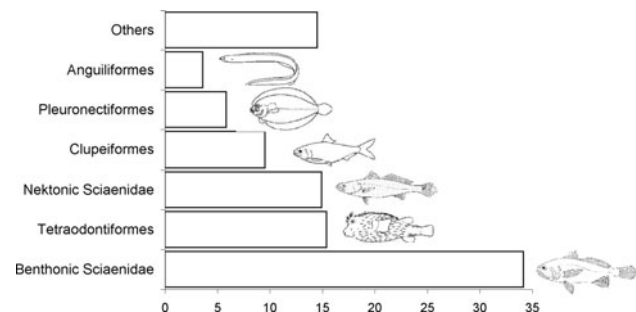 Others
Anguiliformes
Pleuronectiformes
Clupeiformes
Nektonic Sciaenidae
Tetraodontiformes
Benthonic Sciaenidae
0 5 10 15 20 25 30 35